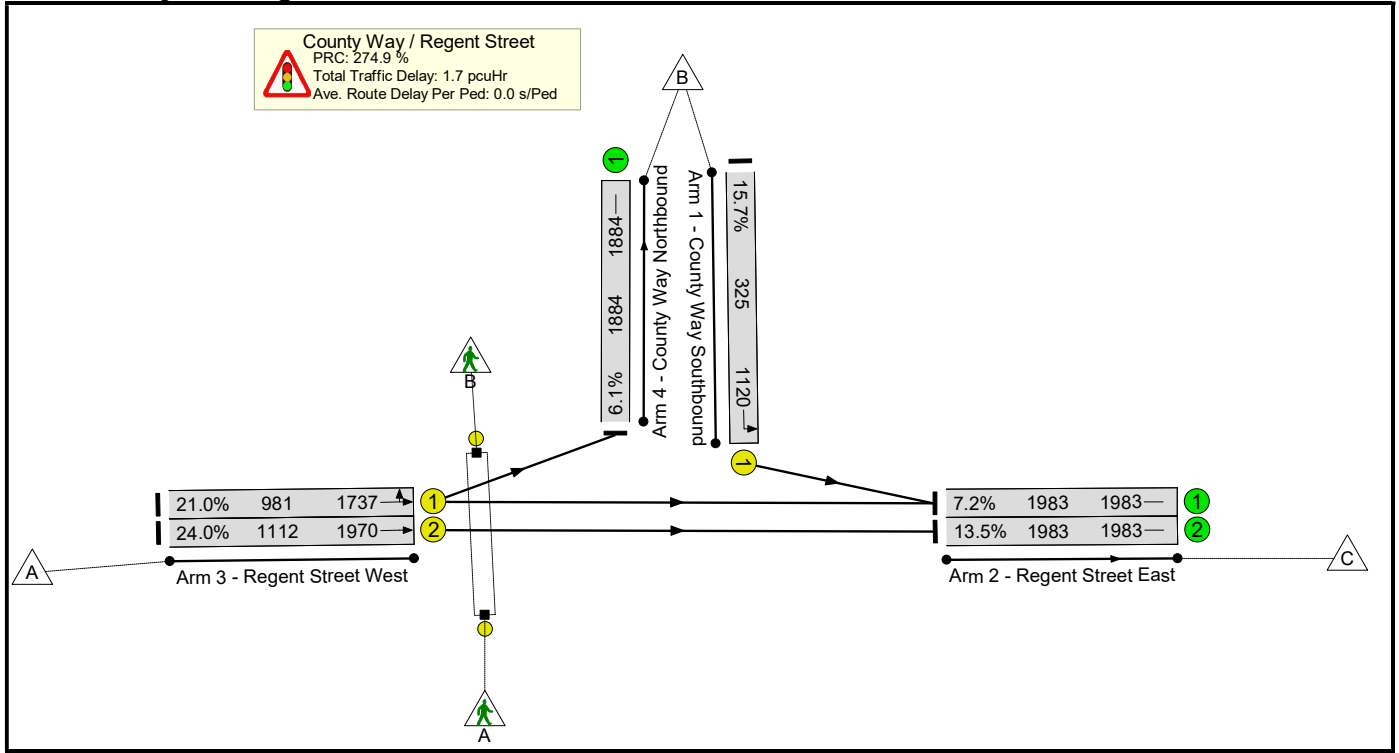 County Way / Regent Street
PRC: 274.9 %
Total Traffic Delay: 1.7 pcuHr
Ave. Route Delay Per Ped: 0.0 s/Ped
B
1
6.1% 1884 1884
Arm 4 - County Way Northbound
Arm 1 - County Way Southbound
15.7% 325 1120
1
B
21.0% 981 1737
1
24.0% 1112 1970
2
A
Arm 3 - Regent Street West
7.2% 1983 1983
1
13.5% 1983 1983
2
Arm 2 - Regent Street East
C
A